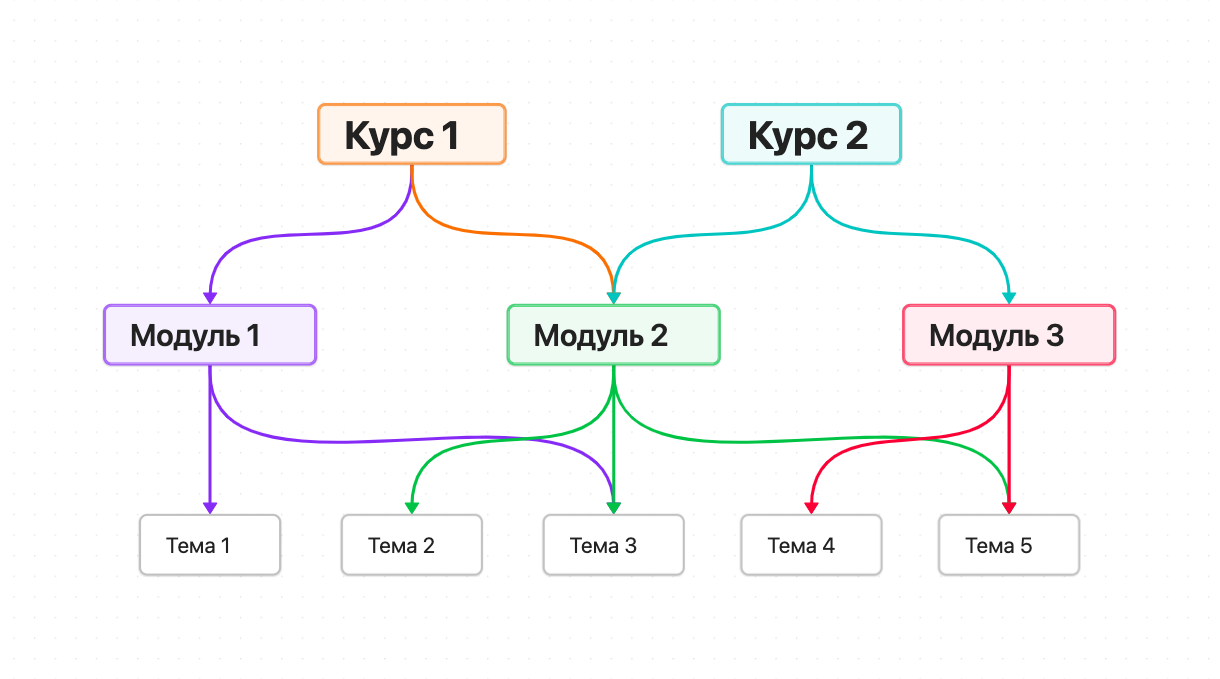 Курс 1
Курс 2
Модуль 1
Модуль 2
Модуль 3
Тема 1
Тема 2
Тема 3
Тема 4
Тема 5